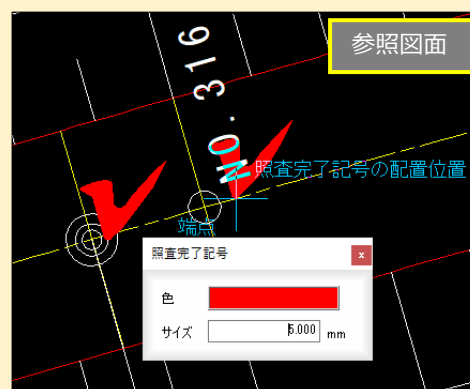 参照図面
NO.316
照査完了記号の配置位置
端点
照査完了記号
x
色
サイズ 5.000 mm